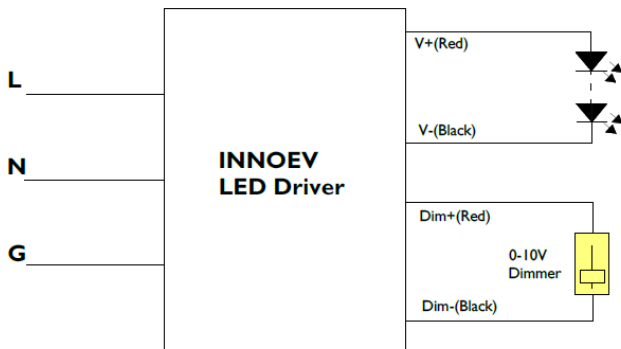 L
N
G
INNOEV
LED Driver
V+(Red)
V-(Black)
Dim+(Red)
0-10V
Dimmer
Dim-(Black)